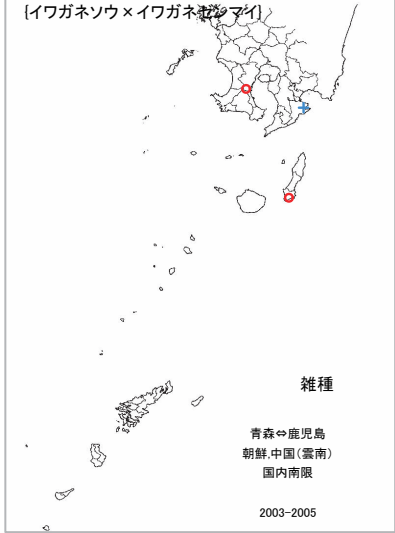 {イワガネソウ×イワガネゼンマイ}
雑種
青森⇔鹿児島
朝鮮,中国(雲南)
国内南限
2003-2005